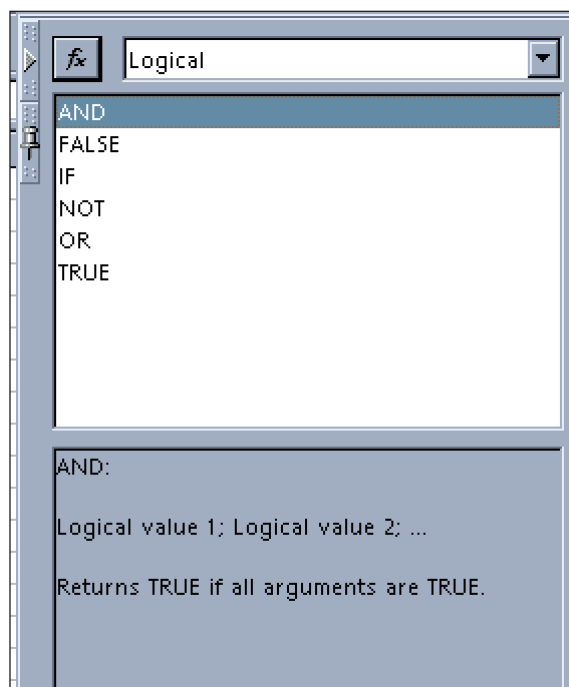 fx Logical
AND
FALSE
IF
NOT
OR
TRUE
AND:
Logical value 1; Logical value 2; ...
Returns TRUE if all arguments are TRUE.